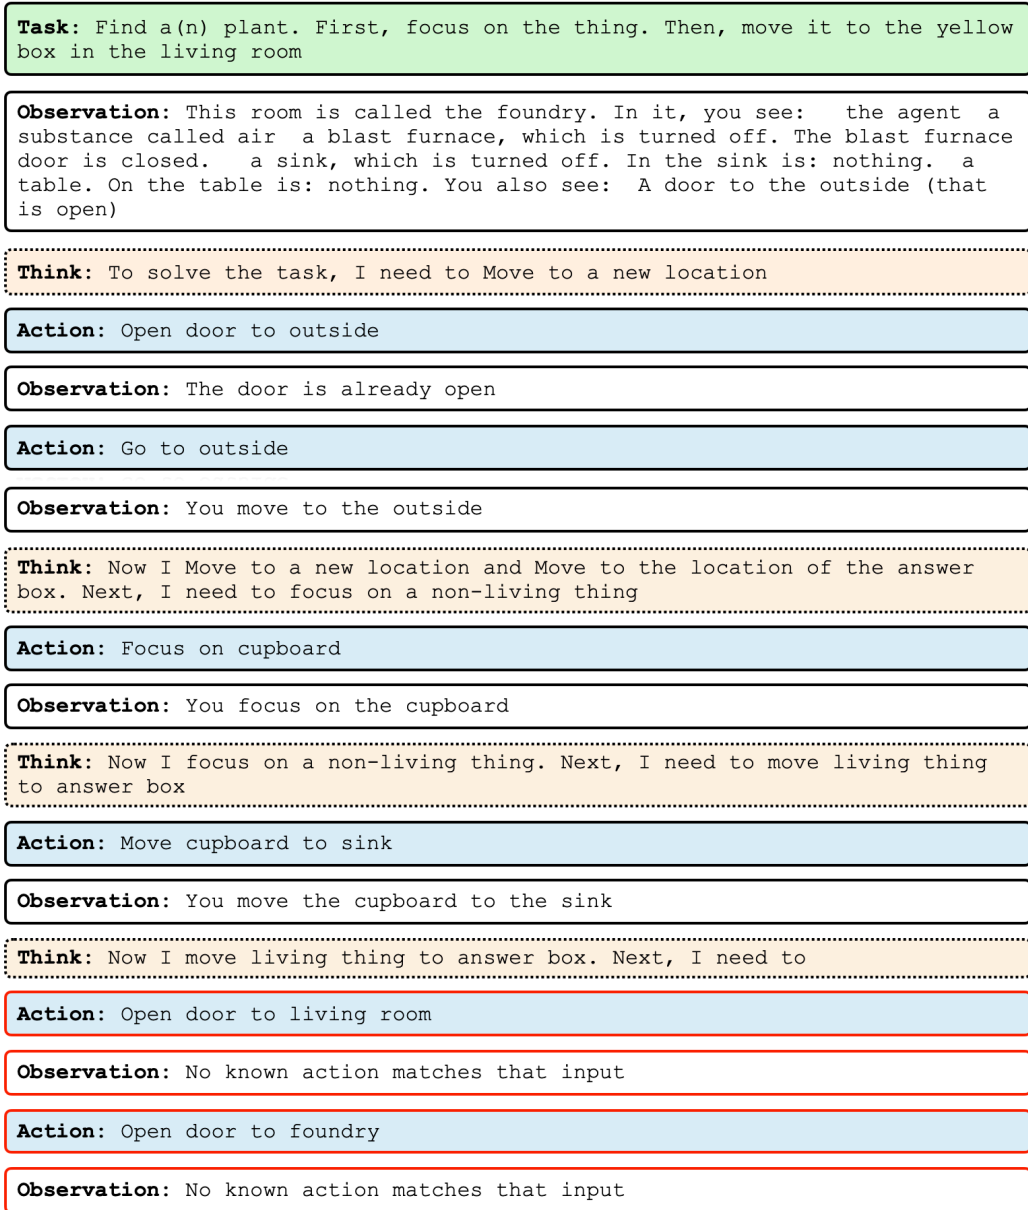 Task: Find a(n) plant. First, focus on the thing. Then, move it to the yellow
box in the living room
Observation: This room is called the foundry. In it, you see:   the agent  a
substance called air  a blast furnace, which is turned off. The blast furnace
door is closed.   a sink, which is turned off. In the sink is: nothing.  a
table. On the table is: nothing. You also see:  A door to the outside (that
is open)
Think: To solve the task, I need to Move to a new location
Action: Open door to outside
Observation: The door is already open
Action: Go to outside
Observation: You move to the outside
Think: Now I Move to a new location and Move to the location of the answer
box. Next, I need to focus on a non-living thing
Action: Focus on cupboard
Observation: You focus on the cupboard
Think: Now I focus on a non-living thing. Next, I need to move living thing
to answer box
Action: Move cupboard to sink
Observation: You move the cupboard to the sink
Think: Now I move living thing to answer box. Next, I need to
Action: Open door to living room
Observation: No known action matches that input
Action: Open door to foundry
Observation: No known action matches that input